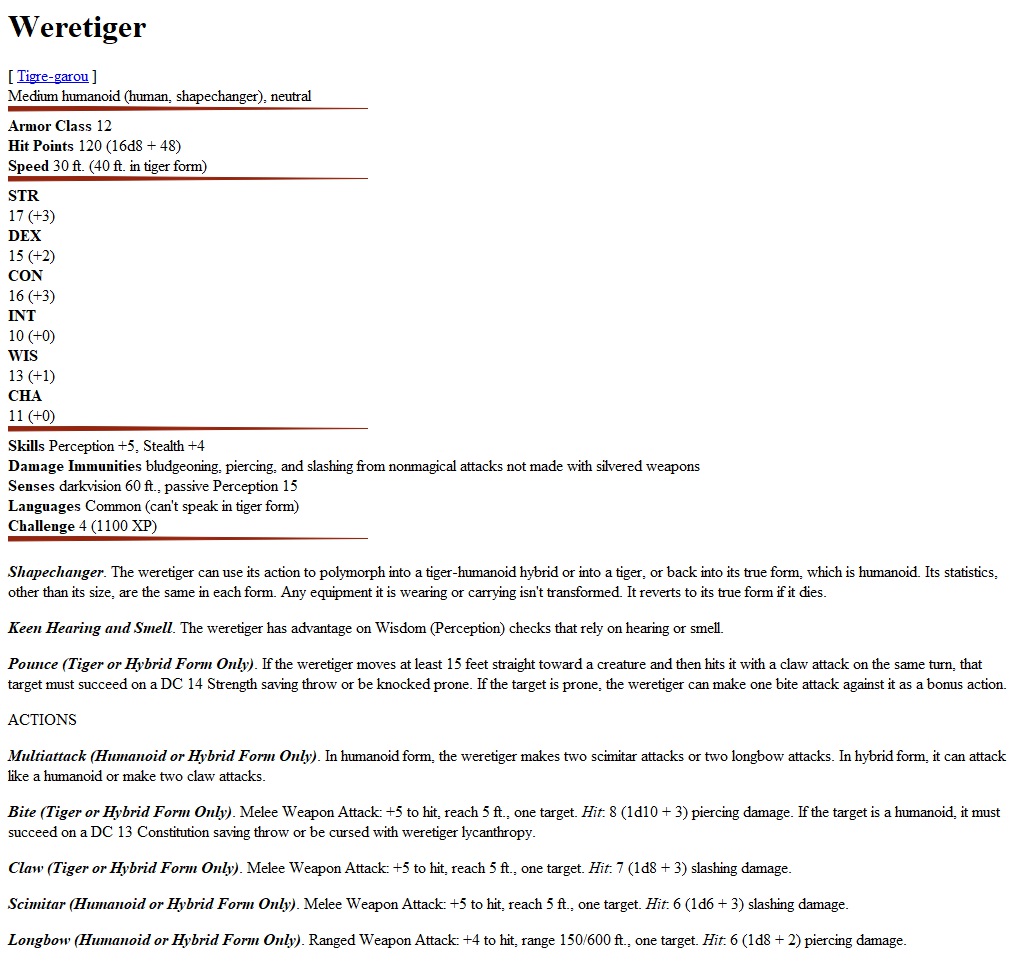 Weretiger
[ Tigre-garou ]
Medium humanoid (human, shapechanger), neutral
Armor Class 12
Hit Points 120 (16d8 + 48)
Speed 30 ft. (40 ft. in tiger form)
STR
17 (+3)
DEX
15 (+2)
CON
16 (+3)
INT
10 (+0)
WIS
13 (+1)
CHA
11 (+0)
Skills Perception +5, Stealth +4
Damage Immunities bludgeoning, piercing, and slashing from nonmagical attacks not made with silvered weapons
Senses darkvision 60 ft., passive Perception 15
Languages Common (can't speak in tiger form)
Challenge 4 (1100 XP)
Shapechanger. The weretiger can use its action to polymorph into a tiger-humanoid hybrid or into a tiger, or back into its true form, which is humanoid. Its statistics,
other than its size, are the same in each form. Any equipment it is wearing or carrying isn't transformed. It reverts to its true form if it dies.
Keen Hearing and Smell. The weretiger has advantage on Wisdom (Perception) checks that rely on hearing or smell.
Pounce (Tiger or Hybrid Form Only). If the weretiger moves at least 15 feet straight toward a creature and then hits it with a claw attack on the same turn, that
target must succeed on a DC 14 Strength saving throw or be knocked prone. If the target is prone, the weretiger can make one bite attack against it as a bonus action.
ACTIONS
Multiattack (Humanoid or Hybrid Form Only). In humanoid form, the weretiger makes two scimitar attacks or two longbow attacks. In hybrid form, it can attack
like a humanoid or make two claw attacks.
Bite (Tiger or Hybrid Form Only). Melee Weapon Attack: +5 to hit, reach 5 ft., one target. Hit: 8 (1d10 + 3) piercing damage. If the target is a humanoid, it must
succeed on a DC 13 Constitution saving throw or be cursed with weretiger lycanthropy.
Claw (Tiger or Hybrid Form Only). Melee Weapon Attack: +5 to hit, reach 5 ft., one target. Hit: 7 (1d8 + 3) slashing damage.
Scimitar (Humanoid or Hybrid Form Only). Melee Weapon Attack: +5 to hit, reach 5 ft., one target. Hit: 6 (1d6 + 3) slashing damage.
Longbow (Humanoid or Hybrid Form Only). Ranged Weapon Attack: +4 to hit, range 150/600 ft., one target. Hit: 6 (1d8 + 2) piercing damage.